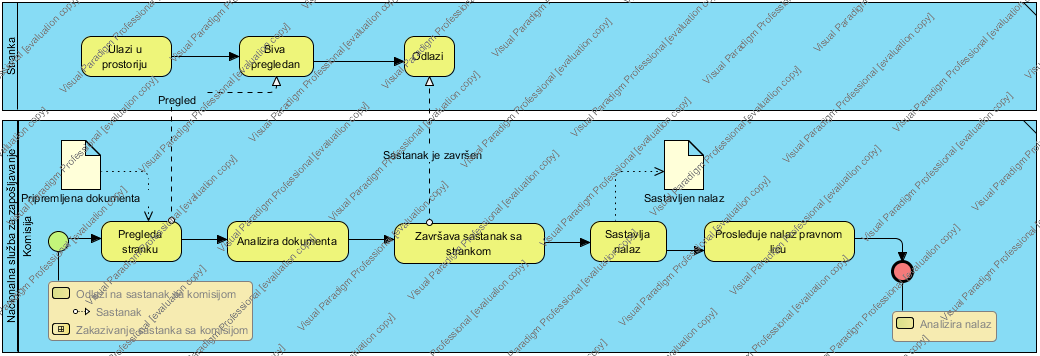 Stranka
Ulazi u
prostoriju
Biva
pregledan
Odlazi
Pregled
Nacionalna služba za zapošljavanje
Komisija
Pripremljena dokumenta
Sastanak je završen
Sastavljen nalaz
Pregleda
stranku
Analizira dokumenta
Završava sastanak sa
strankom
Sastavlja
nalaz
Prosleđuje nalaz pravnom
licu
Odlazi na sastanak sa komisijom
Sastanak
Zakazivanje sastanka sa komisijom
Analizira nalaz
Visual Paradigm Professional [evaluation copy]